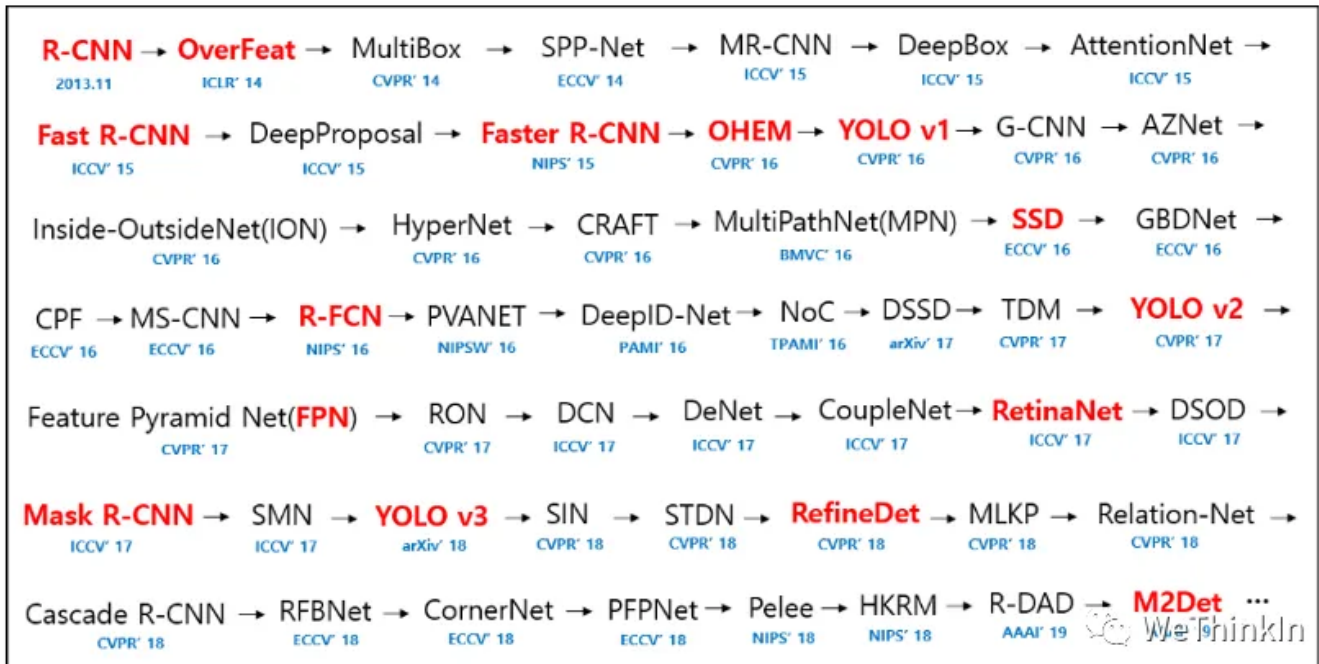 R-CNN → OverFeat → MultiBox → SPP-Net → MR-CNN → DeepBox → AttentionNet →
2013.11 ICLR' 14 CVPR' 14 ECCV' 14 ICCV' 15 ICCV' 15 ICCV' 15
Fast R-CNN → DeepProposal → Faster R-CNN → OHEM → YOLO v1 → G-CNN → AZNet →
ICCV' 15 ICCV' 15 NIPS' 15 CVPR' 16 CVPR' 16 CVPR' 16 CVPR' 16
Inside-OutsideNet(ION) → HyperNet → CRAFT → MultiPathNet(MPN) → SSD → GBDNet →
CVPR' 16 CVPR' 16 CVPR' 16 BMVC' 16 ECCV' 16 ECCV' 16
CPF → MS-CNN → R-FCN → PVANET → DeepID-Net → NoC → DSSD → TDM → YOLO v2 →
ECCV' 16 ECCV' 16 NIPS' 16 NIPSW' 16 PAMI' 16 TPAMI' 16 arXiv' 17 CVPR' 17 CVPR' 17
Feature Pyramid Net(FPN) → RON → DCN → DeNet → CoupleNet → RetinaNet → DSOD →
CVPR' 17 CVPR' 17 ICCV' 17 ICCV' 17 ICCV' 17 ICCV' 17 ICCV' 17
Mask R-CNN → SMN → YOLO v3 → SIN → STDN → RefineDet → MLKP → Relation-Net →
ICCV' 17 ICCV' 17 arXiv' 18 CVPR' 18 CVPR' 18 CVPR' 18 CVPR' 18 CVPR' 18
Cascade R-CNN → RFBNet → CornerNet → PFPNet → Pelee → HKRM → R-DAD → M2Det ···
CVPR' 18 ECCV' 18 ECCV' 18 ECCV' 18 NIPS' 18 NIPS' 18 AAAI' 19
WeThinkIn